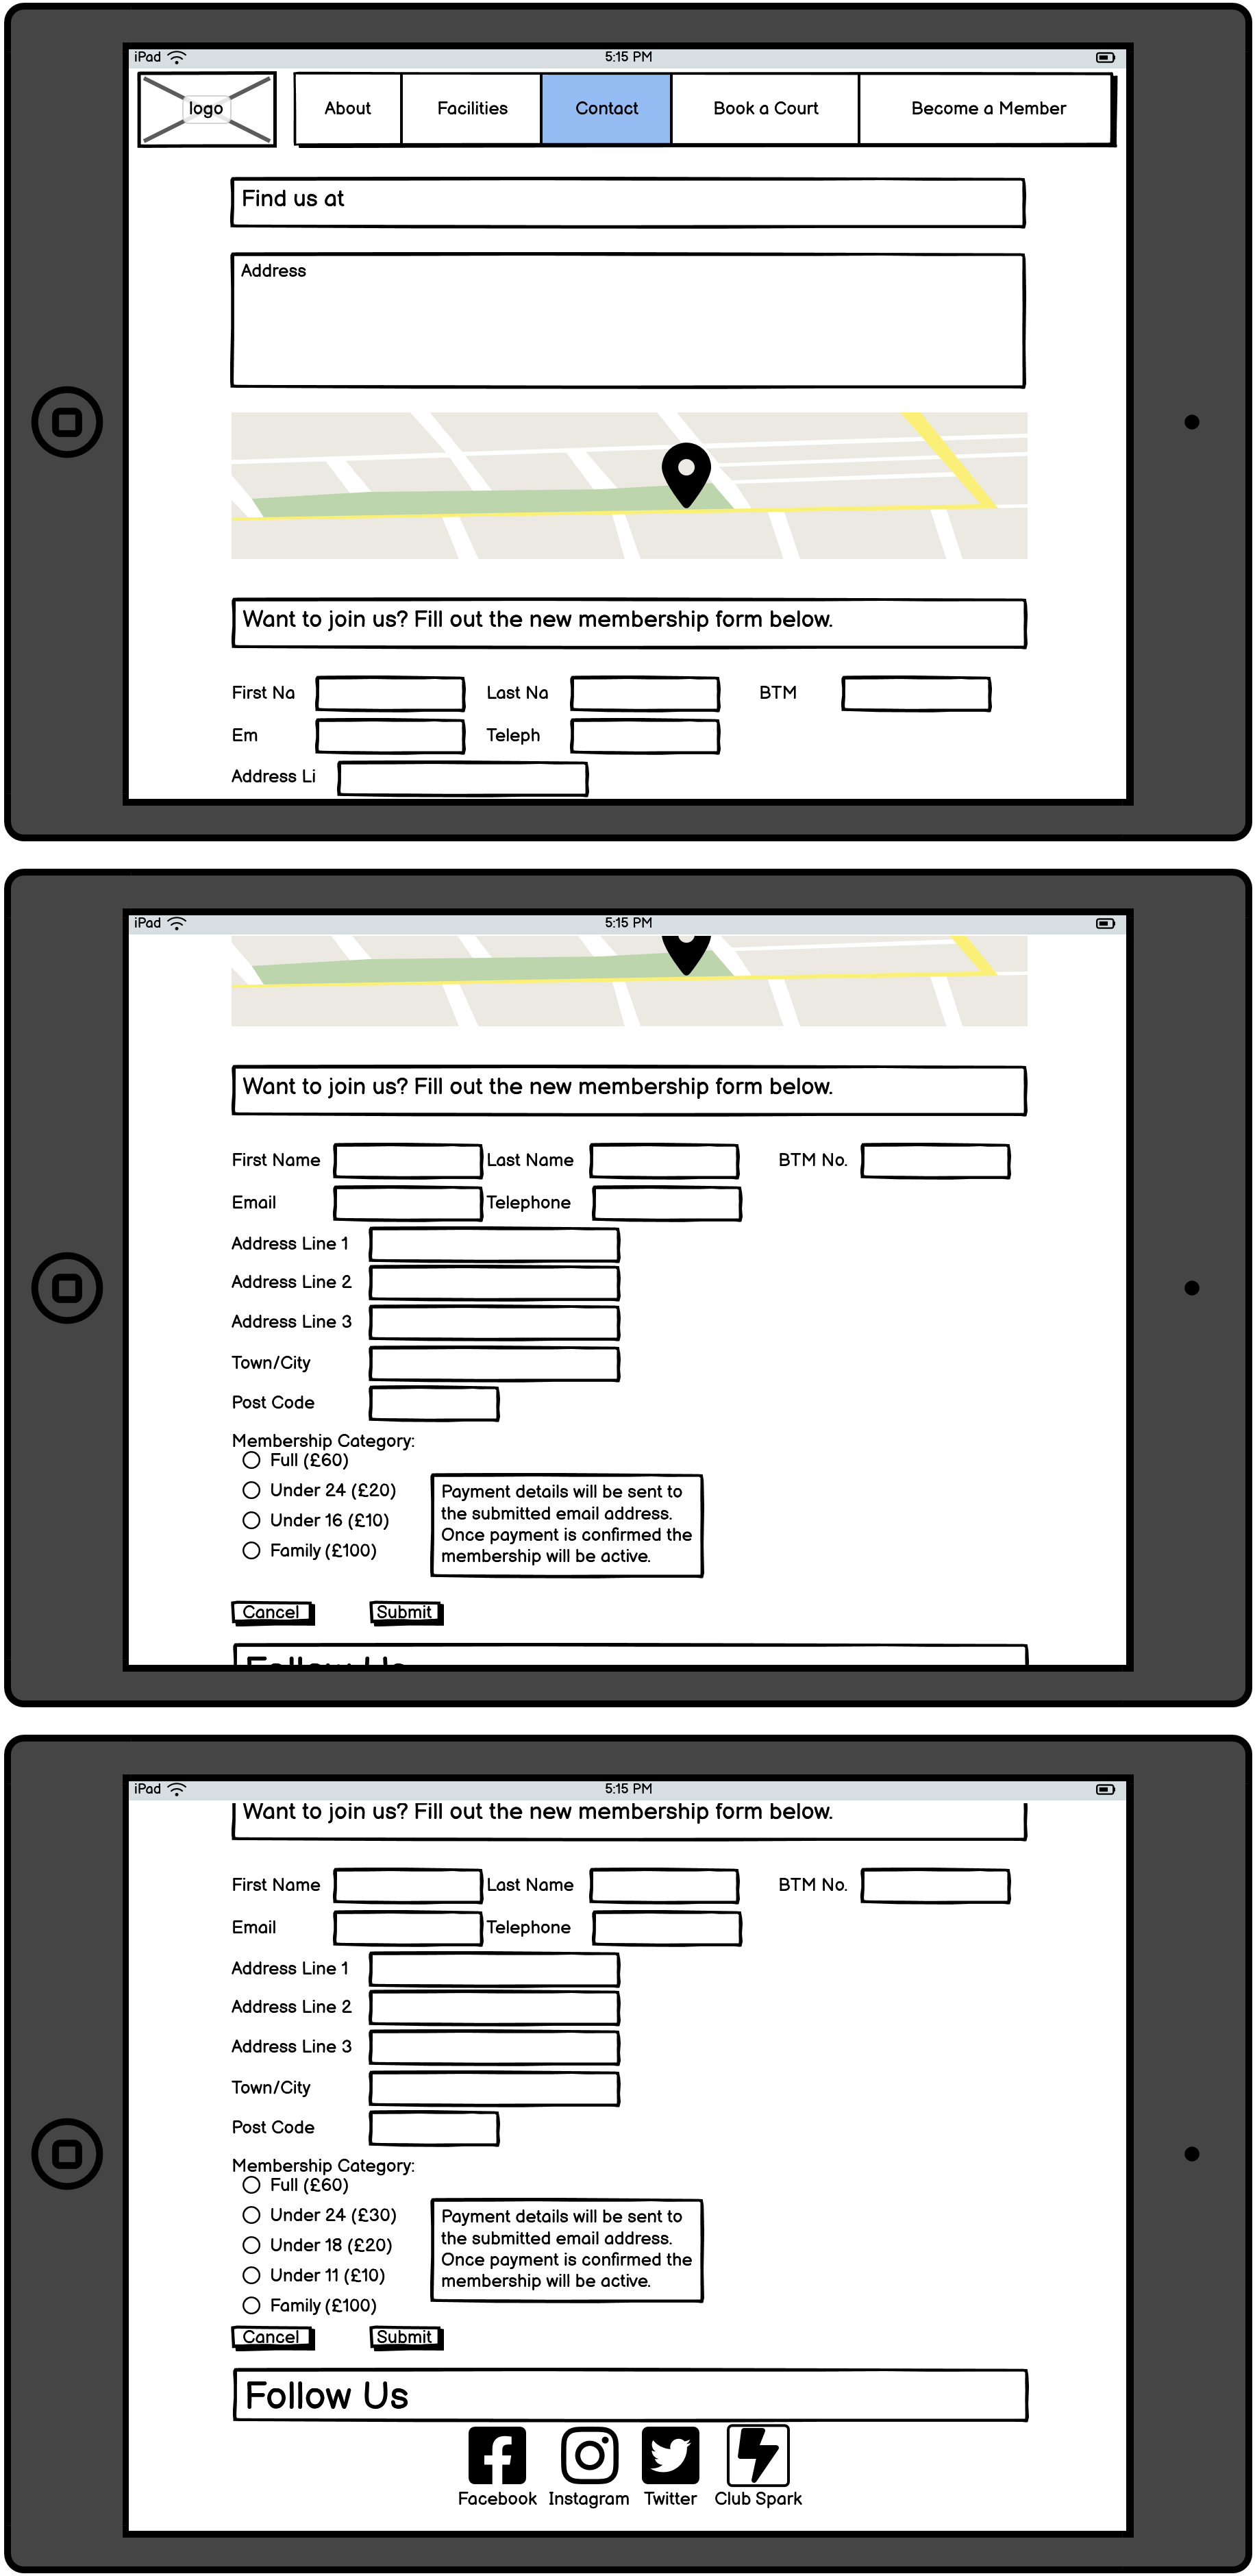 iPad 5:15 PM
logo About Facilities Contact Book a Court Become a Member
Find us at
Address
Want to join us? Fill out the new membership form below.
First Na Last Na BTM
Em Teleph
Address Li
iPad 5:15 PM
Want to join us? Fill out the new membership form below.
First Name Last Name BTM No.
Email Telephone
Address Line 1
Address Line 2
Address Line 3
Town/City
Post Code
Membership Category:
Full (£60)
Under 24 (£20)
Under 16 (£10)
Family (£100)
Payment details will be sent to
the submitted email address.
Once payment is confirmed the
membership will be active.
Cancel Submit
Follow Us
iPad 5:15 PM
Want to join us? Fill out the new membership form below.
First Name Last Name BTM No.
Email Telephone
Address Line 1
Address Line 2
Address Line 3
Town/City
Post Code
Membership Category:
Full (£60)
Under 24 (£30)
Under 18 (£20)
Under 11 (£10)
Family (£100)
Payment details will be sent to
the submitted email address.
Once payment is confirmed the
membership will be active.
Cancel Submit
Follow Us
Facebook Instagram Twitter Club Spark